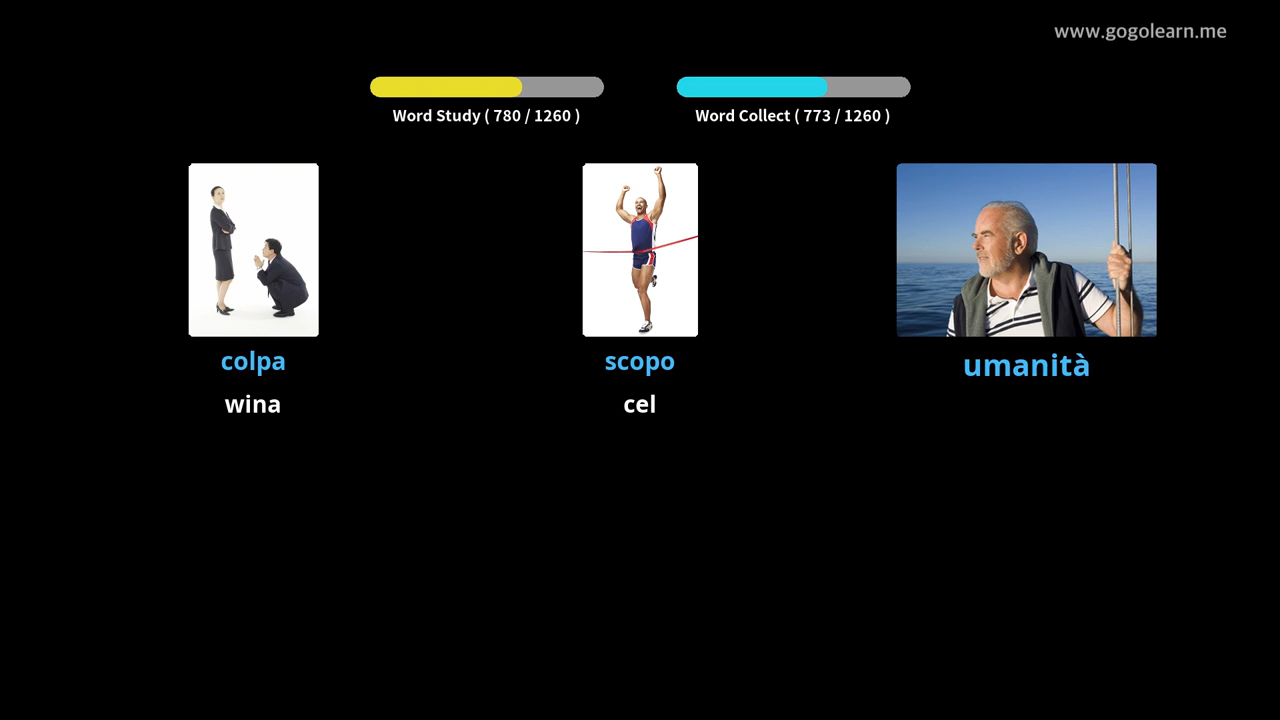 www.gogolearn.me
Word Study ( 780 / 1260 )
Word Collect ( 773 / 1260 )
colpa
scopo
umanità
wina
cel